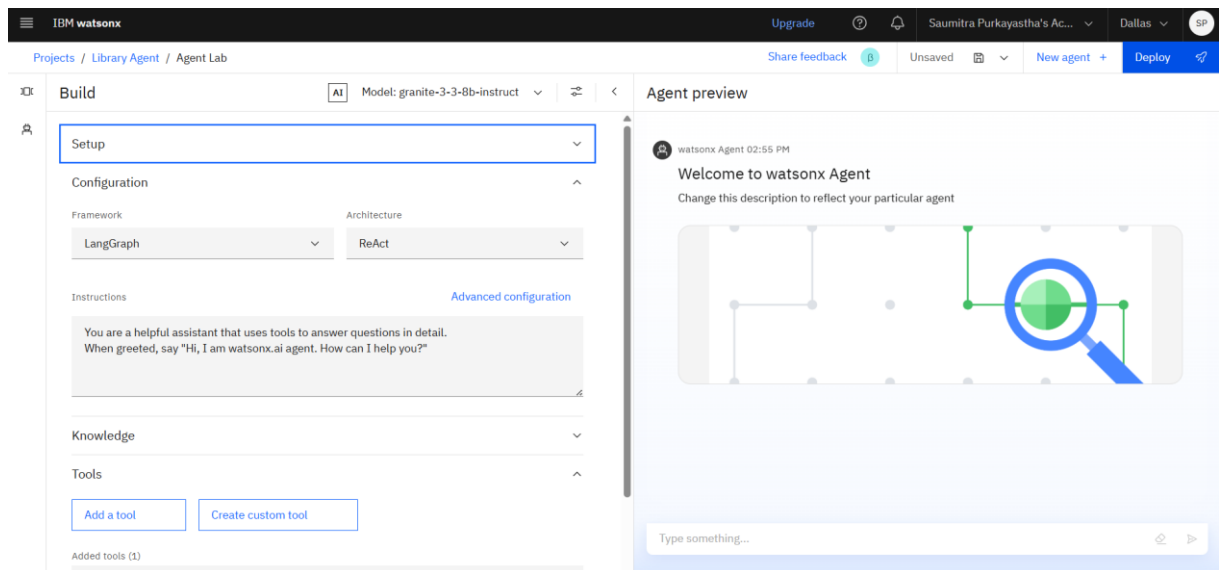 IBM watsonx
Upgrade
Saumitra Purkayastha's Ac...
Dallas
SP
Projects / Library Agent / Agent Lab
Share feedback
β
Unsaved
New agent +
Deploy
Build
AI
Model: granite-3-3-8b-instruct
Agent preview
Setup
Configuration
Framework
Architecture
LangGraph
ReAct
Instructions
Advanced configuration
You are a helpful assistant that uses tools to answer questions in detail.
When greeted, say "Hi, I am watsonx.ai agent. How can I help you?"
Knowledge
Tools
Add a tool
Create custom tool
Added tools (1)
watsonx Agent 02:55 PM
Welcome to watsonx Agent
Change this description to reflect your particular agent
Type something...